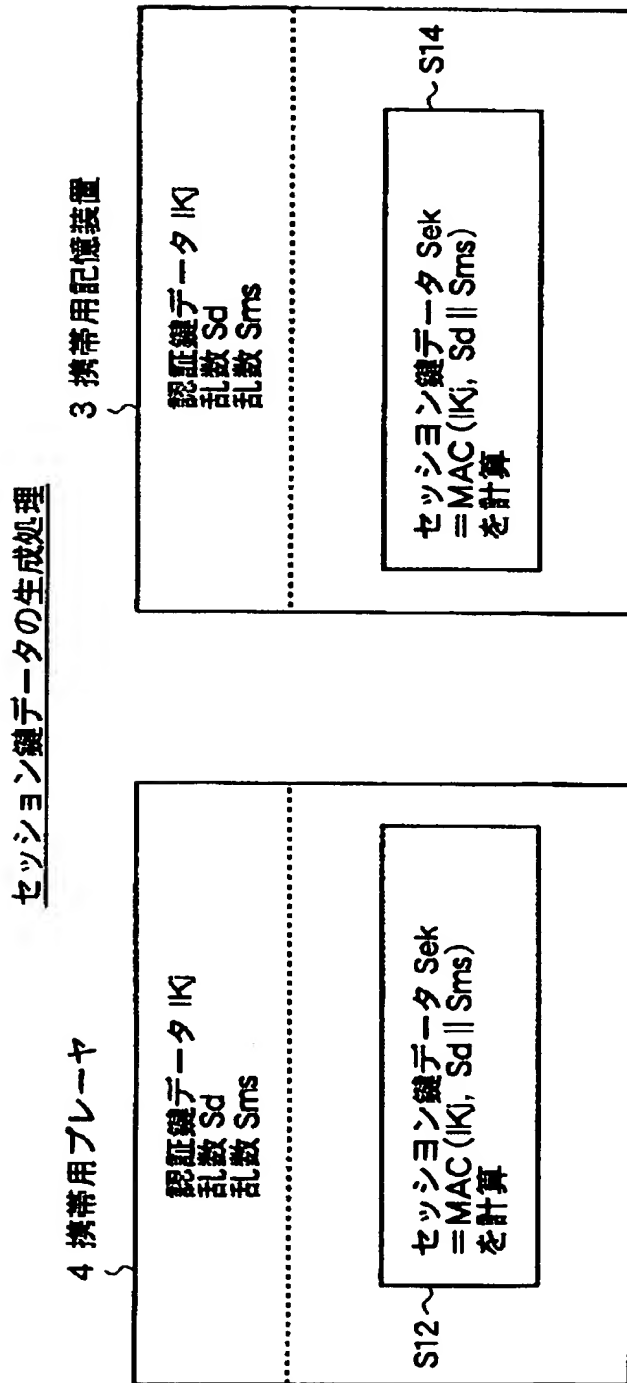 セッション鍵データの生成処理
4 携帯用プレーヤ
認証鍵データ IKj
乱数 Sd
乱数 Sms
S12
セッション鍵データ Sek
=MAC (IKj, Sd || Sms)
を計算
3 携帯用記憶装置
認証鍵データ IKj
乱数 Sd
乱数 Sms
セッション鍵データ Sek
=MAC (IKj, Sd || Sms)
を計算
S14